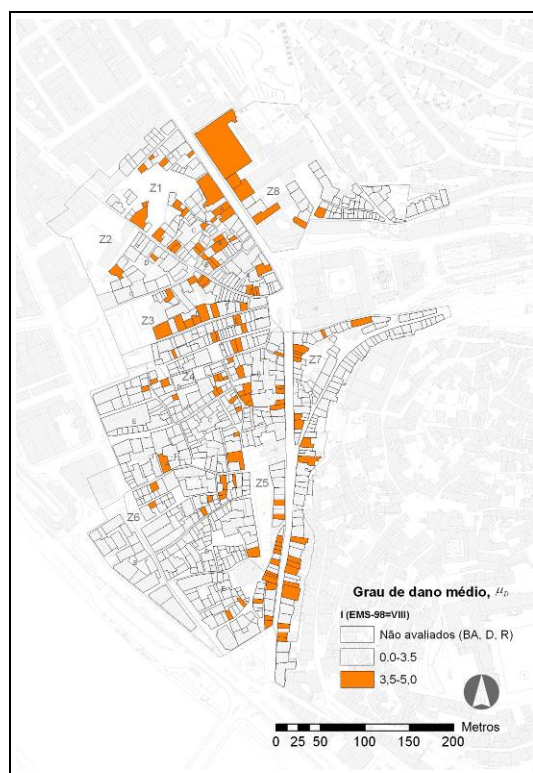 Z8
Z1
Z2
Z3
Z7
Z4
Z5
Z6
Grau de dano médio, μD
I (EMS-98=VIII)
Não avaliados (BA, D, R)
0.0-3.5
3,5-5,0
Metros
0 25 50 100 150 200